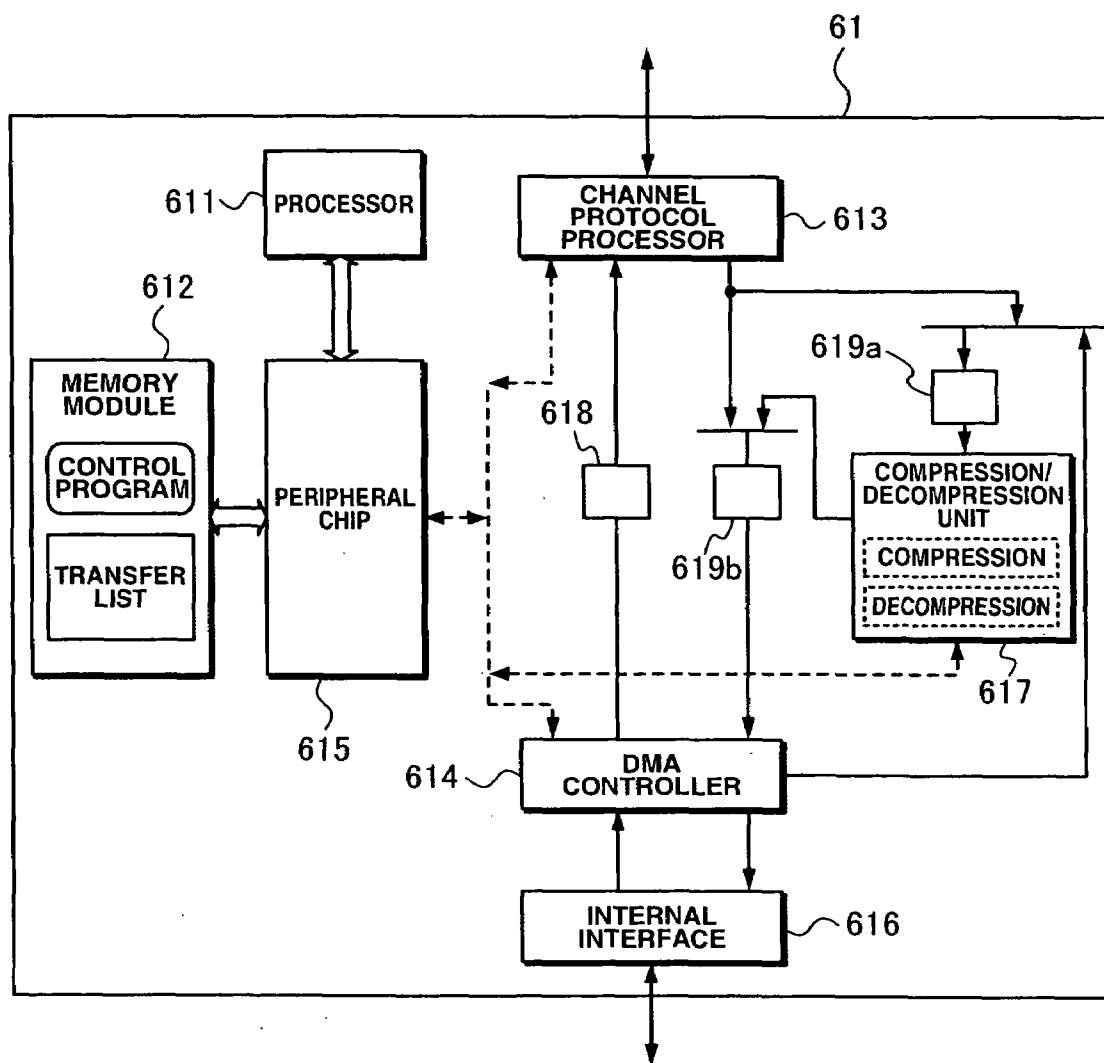 61
611
PROCESSOR
CHANNEL
PROTOCOL
PROCESSOR
613
612
MEMORY
MODULE
CONTROL
PROGRAM
TRANSFER
LIST
PERIPHERAL
CHIP
615
618
619b
619a
COMPRESSION/
DECOMPRESSION
UNIT
COMPRESSION
DECOMPRESSION
617
614
DMA
CONTROLLER
INTERNAL
INTERFACE
616